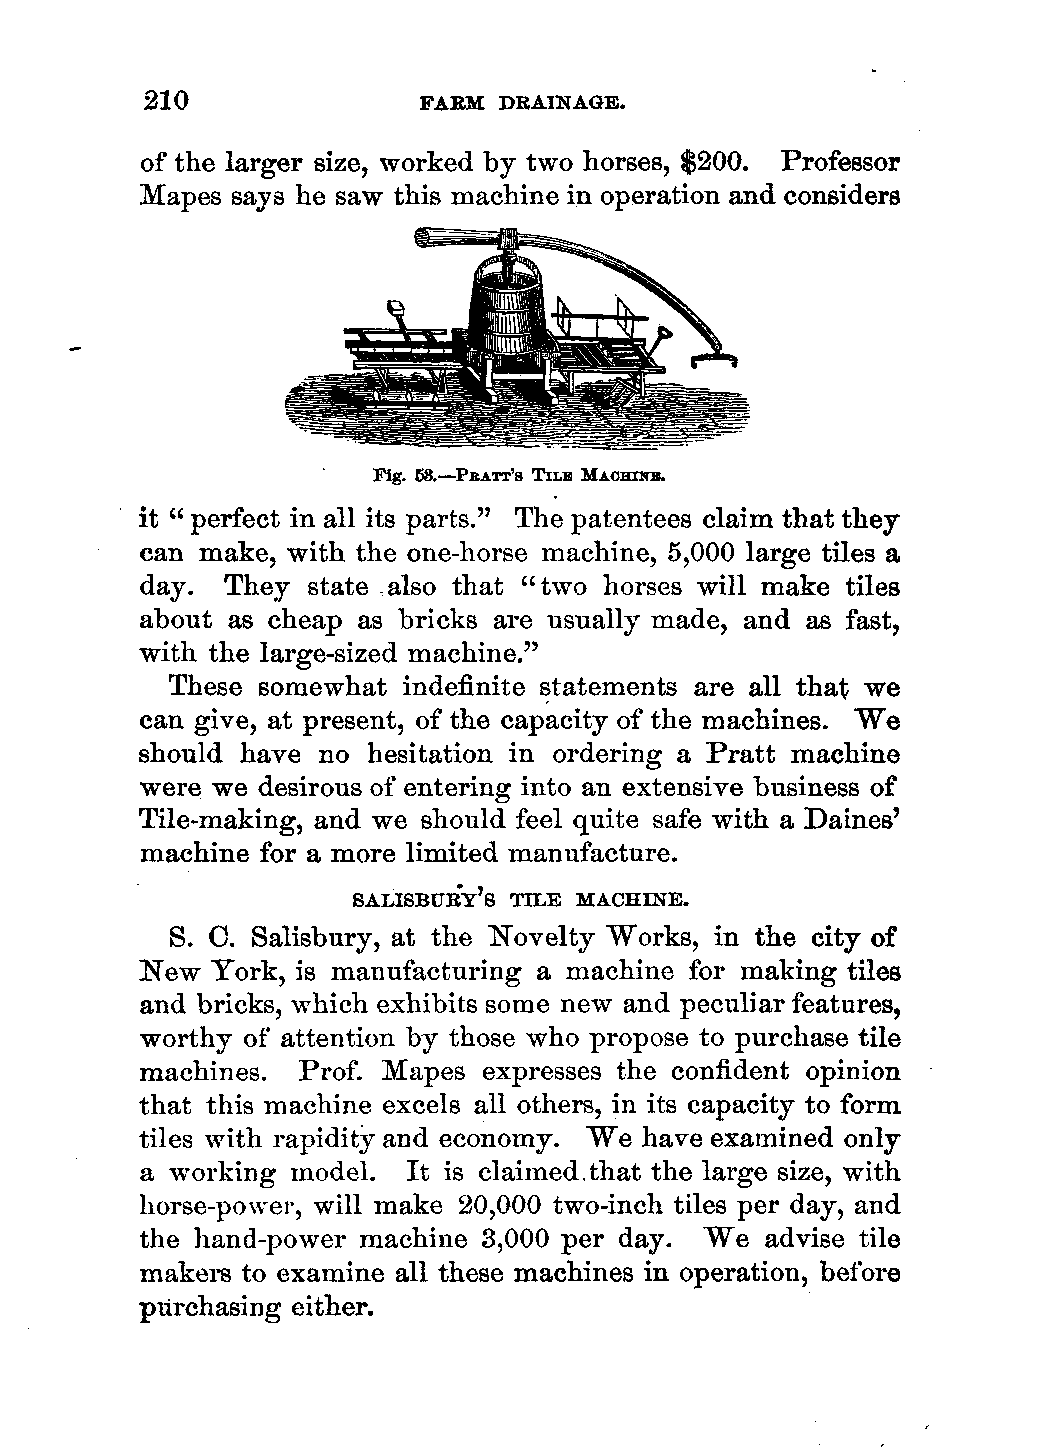 210 FARM DRAINAGE.
of the larger size, worked by two horses, $200. Professor
Mapes says he saw this machine in operation and considers
Fig. 58.—PRATT'S TILE MACHINE.
it “ perfect in all its parts.” The patentees claim that they
can make, with the one-horse machine, 5,000 large tiles a
day. They state also that “two horses will make tiles
about as cheap as bricks are usually made, and as fast,
with the large-sized machine.”
These somewhat indefinite statements are all that we
can give, at present, of the capacity of the machines. We
should have no hesitation in ordering a Pratt machine
were we desirous of entering into an extensive business of
Tile-making, and we should feel quite safe with a Daines’
machine for a more limited manufacture.
SALISBURY'S TILE MACHINE.
S. C. Salisbury, at the Novelty Works, in the city of
New York, is manufacturing a machine for making tiles
and bricks, which exhibits some new and peculiar features,
worthy of attention by those who propose to purchase tile
machines. Prof. Mapes expresses the confident opinion
that this machine excels all others, in its capacity to form
tiles with rapidity and economy. We have examined only
a working model. It is claimed that the large size, with
horse-power, will make 20,000 two-inch tiles per day, and
the hand-power machine 3,000 per day. We advise tile
makers to examine all these machines in operation, before
purchasing either.